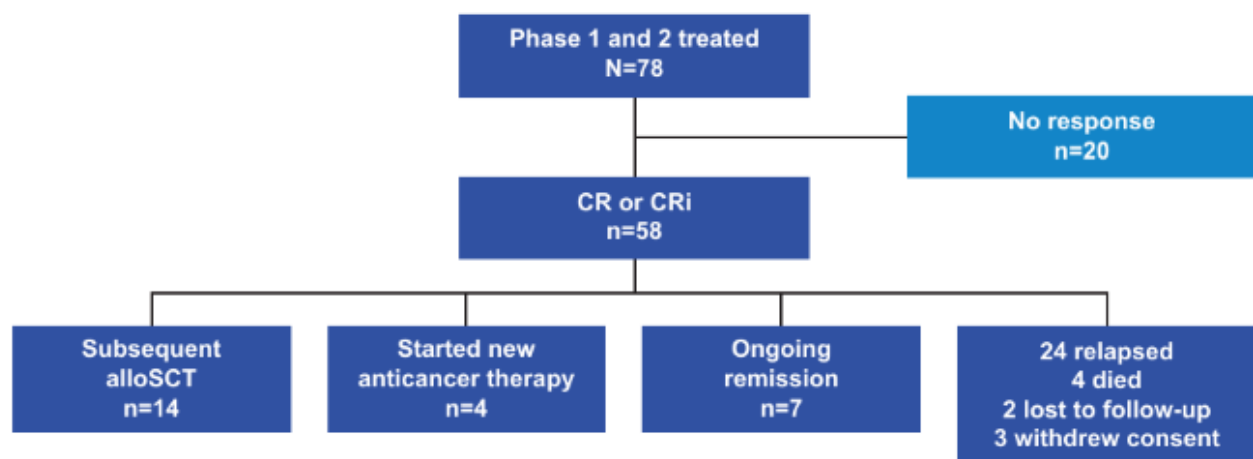 Phase 1 and 2 treated
N=78
No response
n=20
CR or CRi
n=58
Subsequent
alloSCT
n=14
Started new
anticancer therapy
n=4
Ongoing
remission
n=7
24 relapsed
4 died
2 lost to follow-up
3 withdrew consent